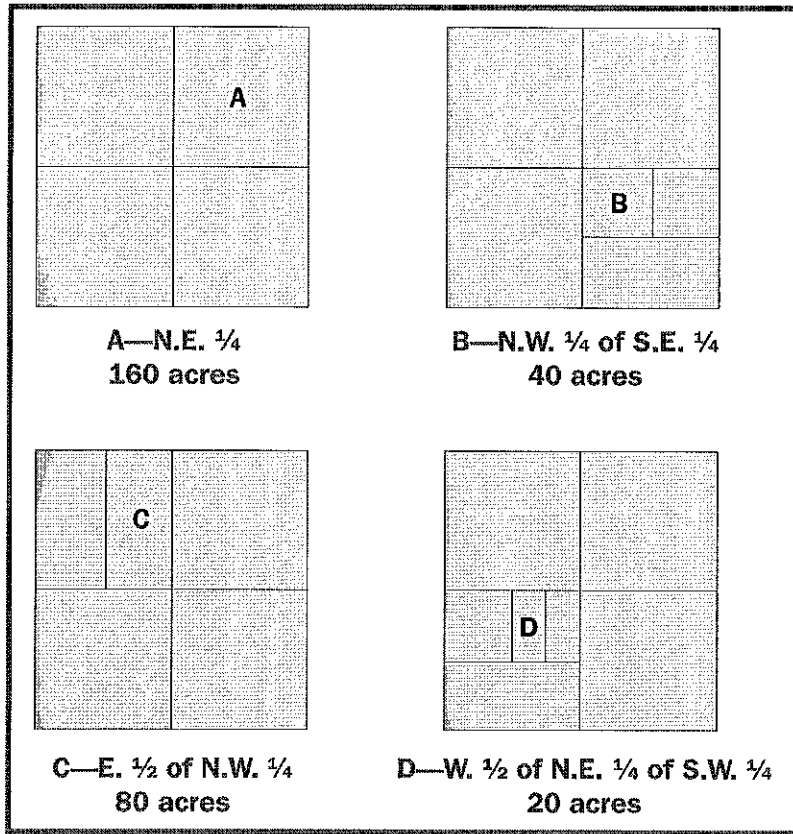 A
B
A—N.E. ¼
160 acres
B—N.W. ¼ of S.E. ¼
40 acres
C
D
C—E. ½ of N.W. ¼
80 acres
D—W. ½ of N.E. ¼ of S.W. ¼
20 acres